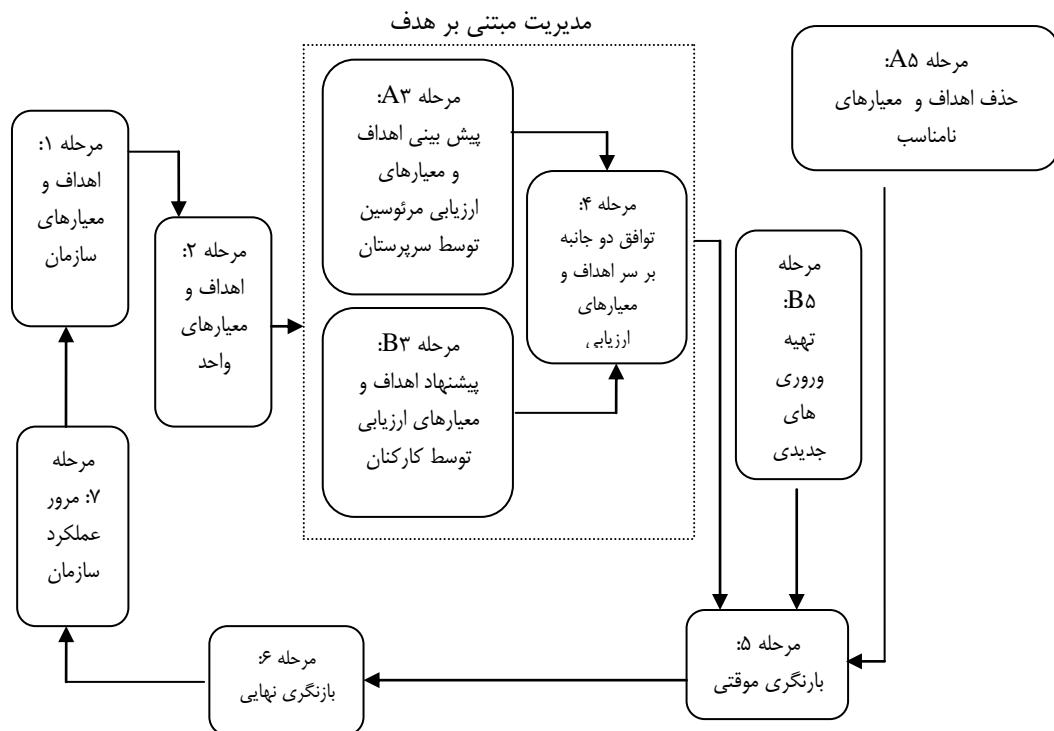 مدیریت مبتنی بر هدف
مرحله ۱:
اهداف و
معیارهای
سازمان
مرحله ۲:
اهداف و
معیارهای
واحد
مرحله A۳:
پیش بینی اهداف
و معیارهای
ارزیابی مرئوسین
توسط سرپرستان
مرحله B۳:
پیشنهاد اهداف و
معیارهای ارزیابی
توسط کارکنان
مرحله ۴:
توافق دو جانبه
بر سر اهداف و
معیارهای
ارزیابی
مرحله A۵:
حذف اهداف و معیارهای
نامناسب
مرحله
B۵:
تهیه
وروری
های
جدیدی
مرحله ۵:
بارنگری موقتی
مرحله ۶:
بازنگری نهایی
مرحله
۷: مرور
عملکرد
سازمان